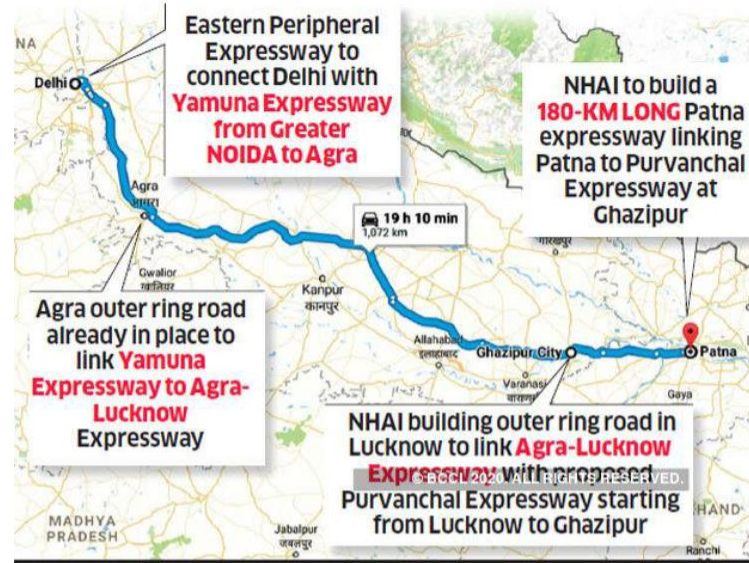 NA
Delhi
Eastern Peripheral
Expressway to
connect Delhi with
Yamuna Expressway
from Greater
NOIDA to Agra
NHAI to build a
180-KM LONG Patna
expressway linking
Patna to Purvanchal
Expressway at
Ghazipur
Agra
आगरा
19 h 10 min
1,072 km
गोरखपुर
Gwalior
ग्वालियर
Kanpur
कानपुर
Agra outer ring road
already in place to
link Yamuna
Expressway to Agra-
Lucknow
Expressway
Allahabad
इलाहाबाद
Ghazipur City
Patna
Varanasi
Gaya
NHAI building outer ring road in
Lucknow to link Agra-Lucknow
Expressway with proposed
© BCCL 2020. ALL RIGHTS RESERVED.
Purvanchal Expressway starting
from Lucknow to Ghazipur
MADHYA
PRADESH
Jabalpur
जबलपुर
HAND
Ranchi